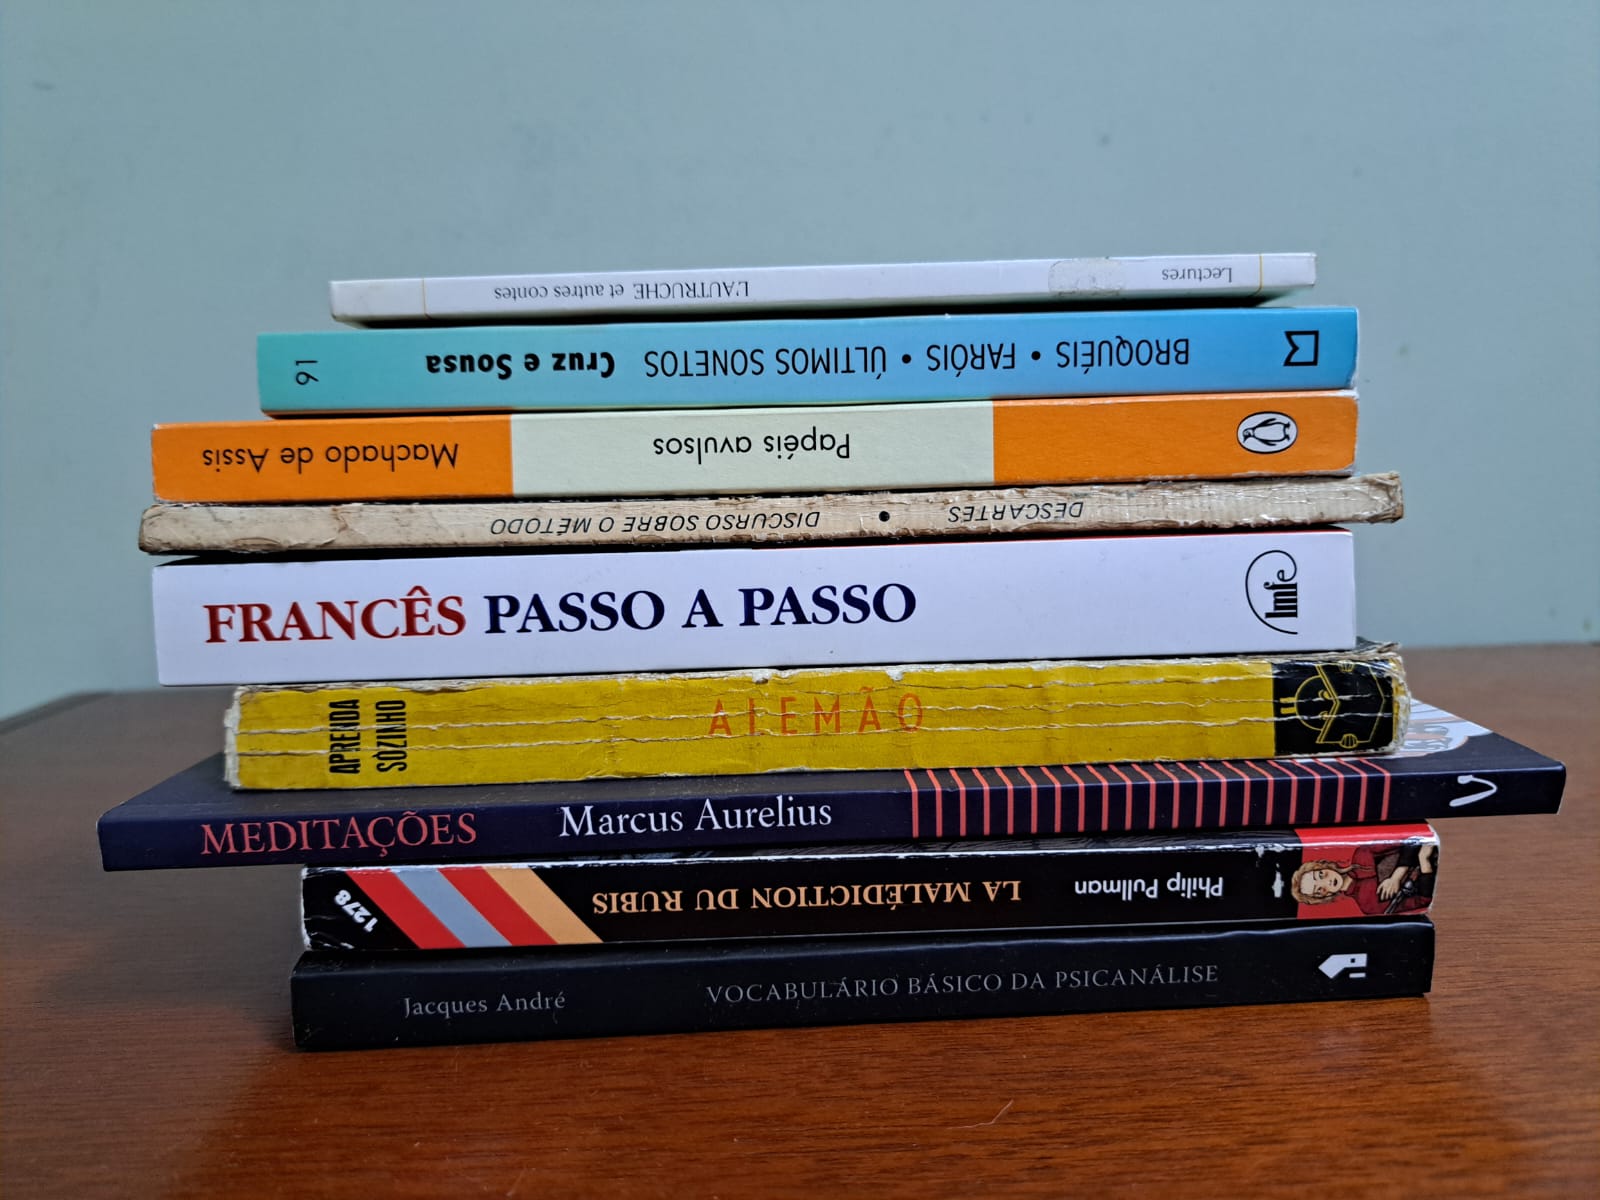 Lectures L'AUTRUCHE et autres contes
BROQUÉIS • FARÓIS • ÚLTIMOS SONETOS Cruz e Sousa 91
Papéis avulsos Machado de Assis
DESCARTES • DISCURSO SOBRE O MÉTODO
FRANCÊS PASSO A PASSO lmfe
APRENDA
SÒZINHO
ALEMÃO
MEDITAÇÕES Marcus Aurelius
Philip Pullman LA MALÉDICTION DU RUBIS 1278
Jacques André VOCABULÁRIO BÁSICO DA PSICANÁLISE